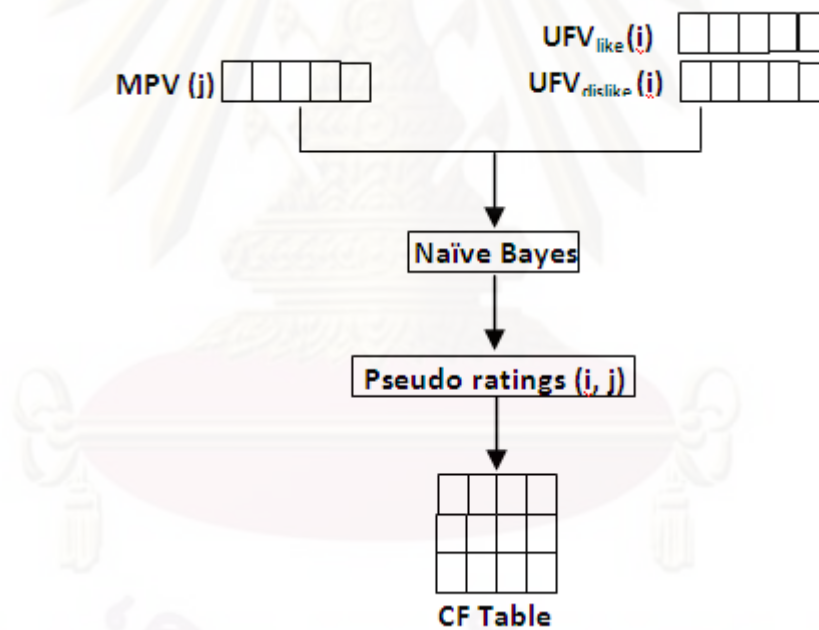 UFVlike(i)
MPV (j)
UFVdislike(i)
Naïve Bayes
Pseudo ratings (i, j)
CF Table